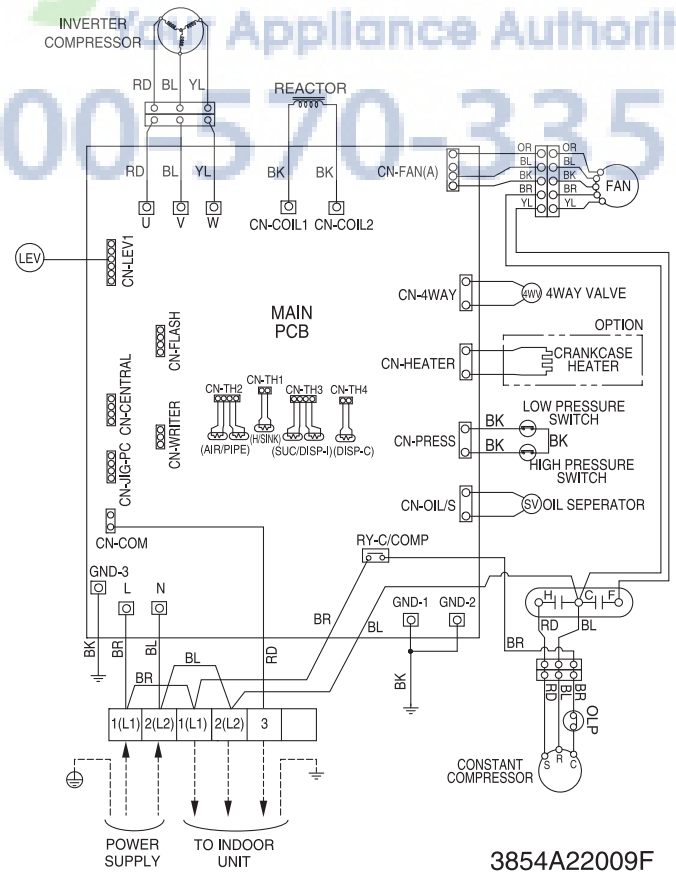 Your Appliance Authorit
00-570-335
INVERTER
COMPRESSOR
RD BL YL
REACTOR
RD BL YL
BK BK
CN-FAN(A)
OR OR
BL BL
BK BK
BR BR
YL YL
FAN
U V W
CN-COIL1 CN-COIL2
LEV
CN-LEV1
CN-4WAY
4WV 4WAY VALVE
MAIN
PCB
CN-FLASH
OPTION
CN-HEATER
CRANKCASE
HEATER
CN-CENTRAL
CN-WRITER
CN-TH2 CN-TH1 CN-TH3 CN-TH4
(AIR/PIPE) (H/SINK) (SUC/DISP-I) (DISP-C)
LOW PRESSURE
SWITCH
BK
CN-PRESS
BK
BK
HIGH PRESSURE
SWITCH
CN-JIG-PC
CN-OIL/S
SV OIL SEPERATOR
CN-COM
RY-C/COMP
GND-3
L N
GND-1 GND-2
H C F
BR
BL
RD BL
BR
BK BR BL RD
BL
BR
BK
RD BL BR
OLP
1(L1) 2(L2) 1(L1) 2(L2) 3
S R C
CONSTANT
COMPRESSOR
POWER
SUPPLY
TO INDOOR
UNIT
3854A22009F